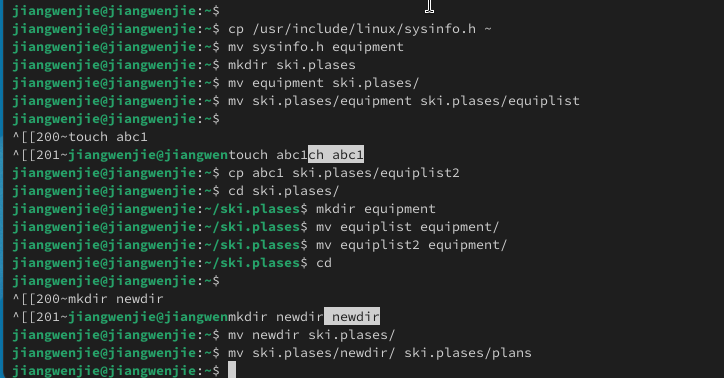 jiangwenjie@jiangwenjie:~$
jiangwenjie@jiangwenjie:~$ cp /usr/include/linux/sysinfo.h ~
jiangwenjie@jiangwenjie:~$ mv sysinfo.h equipment
jiangwenjie@jiangwenjie:~$ mkdir ski.plases
jiangwenjie@jiangwenjie:~$ mv equipment ski.plases/
jiangwenjie@jiangwenjie:~$ mv ski.plases/equipment ski.plases/equiplist
jiangwenjie@jiangwenjie:~$
^[[200~touch abc1
^[[201~jiangwenjie@jiangwentouch abc1ch abc1
jiangwenjie@jiangwenjie:~$ cp abc1 ski.plases/equiplist2
jiangwenjie@jiangwenjie:~$ cd ski.plases/
jiangwenjie@jiangwenjie:~/ski.plases$ mkdir equipment
jiangwenjie@jiangwenjie:~/ski.plases$ mv equiplist equipment/
jiangwenjie@jiangwenjie:~/ski.plases$ mv equiplist2 equipment/
jiangwenjie@jiangwenjie:~/ski.plases$ cd
jiangwenjie@jiangwenjie:~$
^[[200~mkdir newdir
^[[201~jiangwenjie@jiangwenmkdir newdir newdir
jiangwenjie@jiangwenjie:~$ mv newdir ski.plases/
jiangwenjie@jiangwenjie:~$ mv ski.plases/newdir/ ski.plases/plans
jiangwenjie@jiangwenjie:~$